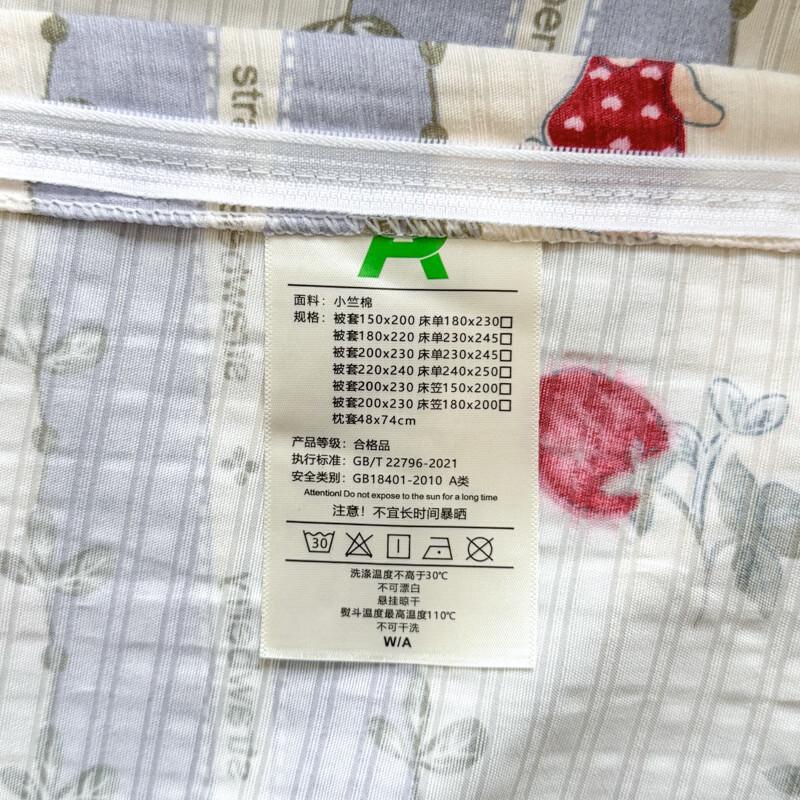 per
stra
面料：小竺棉
规格：被套150x200 床单180x230□
被套180x220 床单230x245□
被套200x230 床单230x245□
被套220x240 床单240x250□
被套200x230 床笠150x200□
被套200x230 床笠180x200□
枕套48x74cm
产品等级：合格品
执行标准：GB/T 22796-2021
安全类别：GB18401-2010 A类
Attention! Do not expose to the sun for a long time
注意！不宜长时间暴晒
30
洗涤温度不高于30℃
不可漂白
悬挂晾干
熨斗温度最高温度110℃
不可干洗
W/A